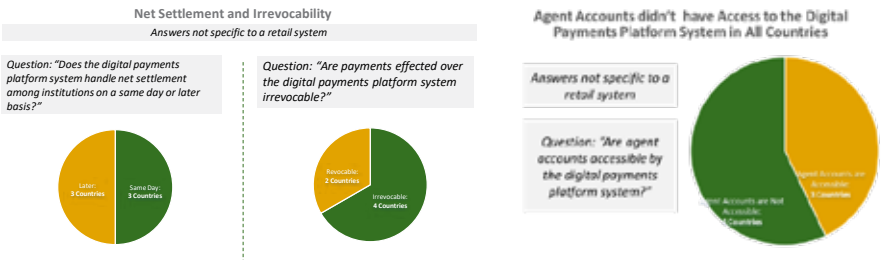 Net Settlement and Irrevocability
Answers not specific to a retail system
Question: "Does the digital payments
platform system handle net settlement
among institutions on a same day or later
basis?"
Later:
3 Countries
Same Day:
3 Countries
Question: "Are payments effected over
the digital payments platform system
irrevocable?"
Revocable:
2 Countries
Irrevocable:
4 Countries
Agent Accounts didn't have Access to the Digital
Payments Platform System in All Countries
Answers not specific to a
retail system
Question: "Are agent
accounts accessible by
the digital payments
platform system?"
Agent Accounts are
Accessible:
3 Countries
Agent Accounts are Not
Accessible:
Countries